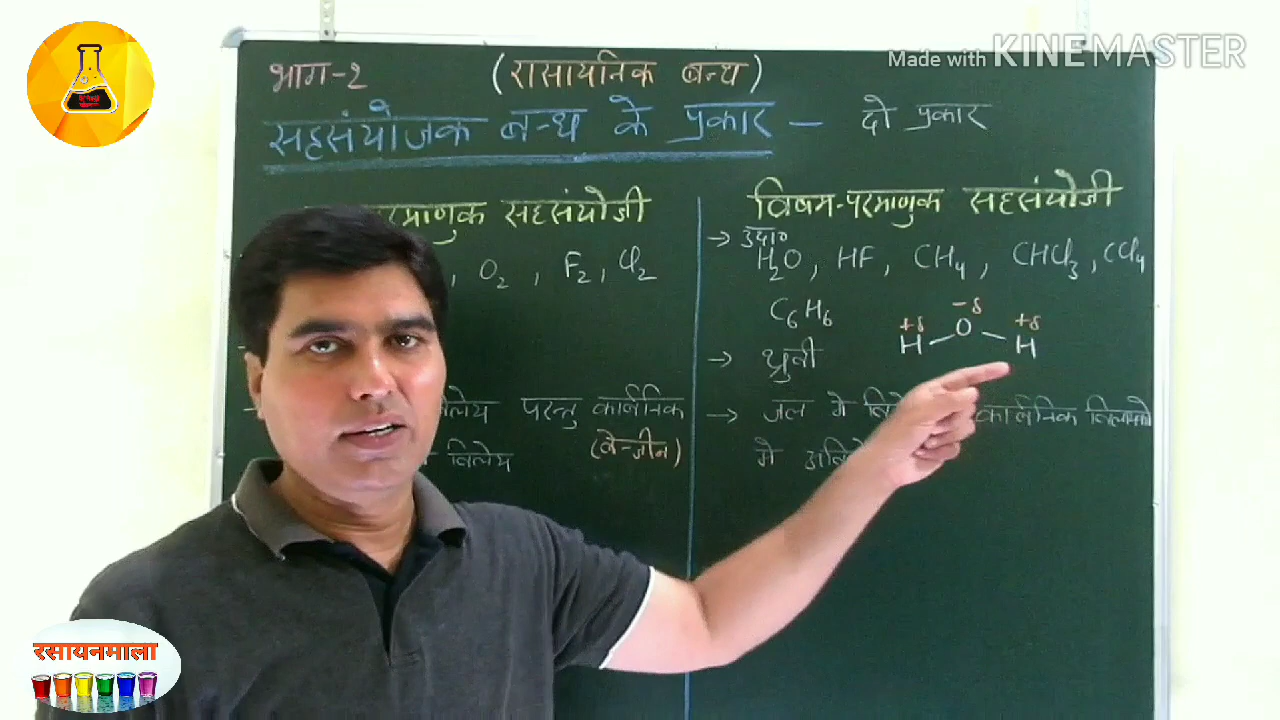 Made with KINEMASTER
भाग-2 (रासायनिक बन्ध)
सहसंयोजक बन्ध के प्रकार — दो प्रकार
परमाणुक सहसंयोजी
O2, F2, Cl2
परन्तु कार्बनिक
विलेय (बेन्जीन)
विषम-परमाणुक सहसंयोजी
→ उदा०
H2O, HF, CH4, CHCl3, CCl4
C6H6
+δ -δ +δ
H - O - H
→ ध्रुवी
→ जल मे कार्बनिक
मे
रसायनमाला